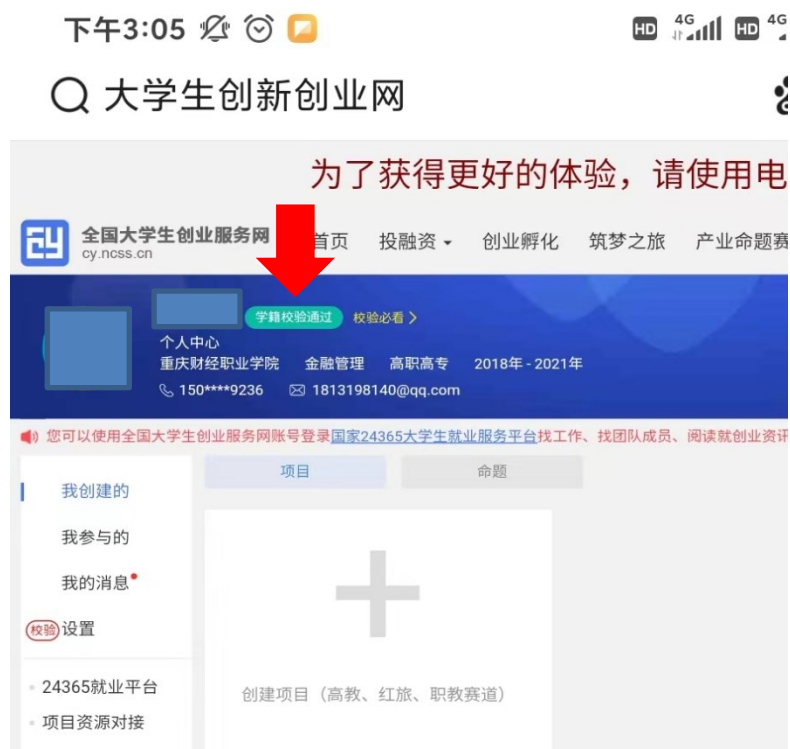 下午3:05 HD 4G HD 4G
大学生创新创业网
为了获得更好的体验，请使用电
全国大学生创业服务网 首页 投融资 创业孵化 筑梦之旅 产业命题赛
cy.ncss.cn
学籍校验通过 校验必看
个人中心
重庆财经职业学院 金融管理 高职高专 2018年-2021年
150****9236 1813198140@qq.com
您可以使用全国大学生创业服务网账号登录国家24365大学生就业服务平台找工作、找团队成员、阅读就创业资讯
项目 命题
我创建的
我参与的
我的消息
校验 设置
24365就业平台
创建项目（高教、红旅、职教赛道）
项目资源对接